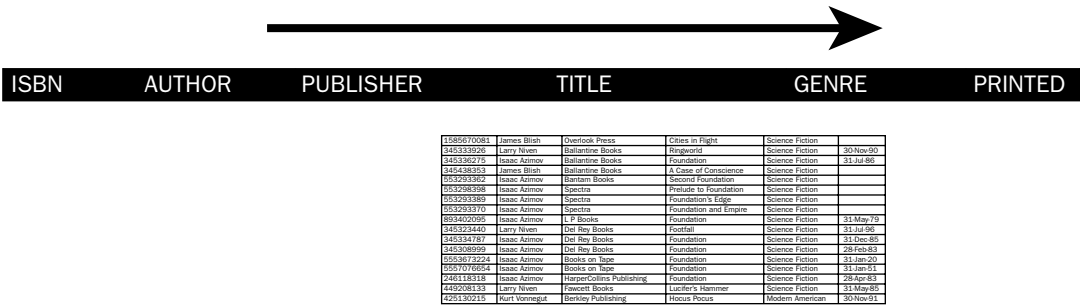 ISBN AUTHOR PUBLISHER TITLE GENRE PRINTED
1585670081 James Blish Overlook Press Cities in Flight Science Fiction
345333926 Larry Niven Ballantine Books Ringworld Science Fiction 30-Nov-90
345336275 Isaac Azimov Ballantine Books Foundation Science Fiction 31-Jul-86
345438353 James Blish Ballantine Books A Case of Conscience Science Fiction
553293362 Isaac Azimov Bantam Books Second Foundation Science Fiction
553298398 Isaac Azimov Spectra Prelude to Foundation Science Fiction
553293389 Isaac Azimov Spectra Foundation's Edge Science Fiction
553293370 Isaac Azimov Spectra Foundation and Empire Science Fiction
893402095 Isaac Azimov L P Books Foundation Science Fiction 31-May-79
345323440 Larry Niven Del Rey Books Footfall Science Fiction 31-Jul-96
345334787 Isaac Azimov Del Rey Books Foundation Science Fiction 31-Dec-85
345308999 Isaac Azimov Del Rey Books Foundation Science Fiction 28-Feb-83
5553673224 Isaac Azimov Books on Tape Foundation Science Fiction 31-Jan-20
5557076654 Isaac Azimov Books on Tape Foundation Science Fiction 31-Jan-51
246118318 Isaac Azimov HarperCollins Publishing Foundation Science Fiction 28-Apr-83
449208133 Larry Niven Fawcett Books Lucifer's Hammer Science Fiction 31-May-85
425130215 Kurt Vonnegut Berkley Publishing Hocus Pocus Modern American 30-Nov-91